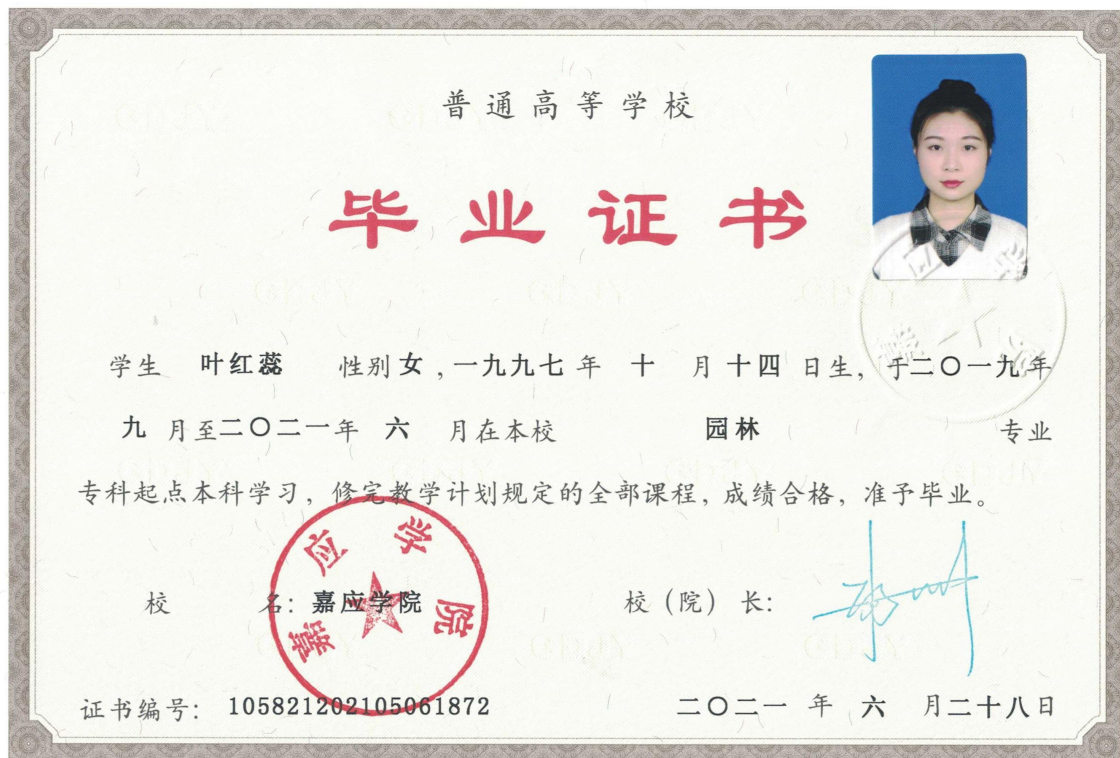 普通高等学校
毕业证书
学生 叶红蕊 性别 女 ,一九九七 年 十 月 十四 日生, 于二〇一九年
九 月至二〇二一年 六 月在本校 园林 专业
专科起点本科学习, 修完教学计划规定的全部课程, 成绩合格, 准予毕业。
校 名: 嘉应学院 校 (院) 长:
嘉应学院
证书编号: 105821202105061872 二〇二一 年 六 月二十八日